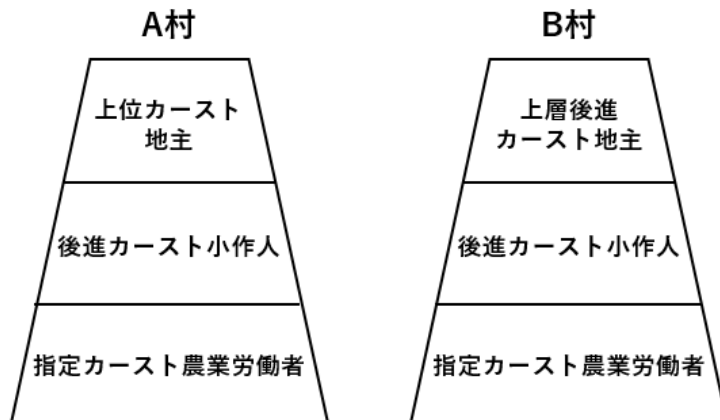 A村
上位カースト
地主
後進カースト小作人
指定カースト農業労働者
B村
上層後進
カースト地主
後進カースト小作人
指定カースト農業労働者